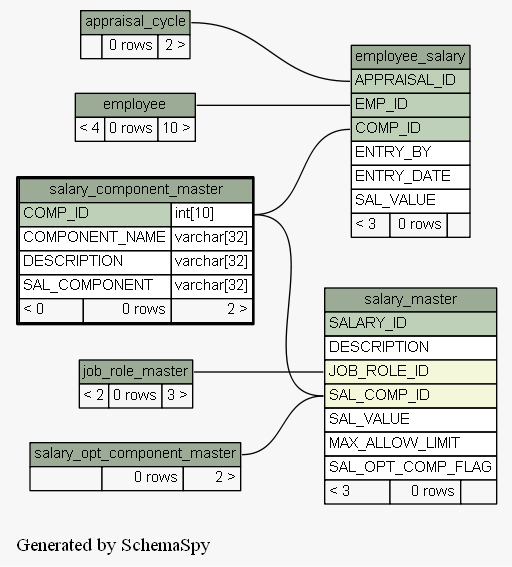 appraisal_cycle
0 rows 2 >
employee_salary
APPRAISAL_ID
EMP_ID
COMP_ID
ENTRY_BY
ENTRY_DATE
SAL_VALUE
< 3 0 rows
employee
< 4 0 rows 10 >
salary_component_master
COMP_ID int[10]
COMPONENT_NAME varchar[32]
DESCRIPTION varchar[32]
SAL_COMPONENT varchar[32]
< 0 0 rows 2 >
salary_master
SALARY_ID
DESCRIPTION
JOB_ROLE_ID
SAL_COMP_ID
SAL_VALUE
MAX_ALLOW_LIMIT
SAL_OPT_COMP_FLAG
< 3 0 rows
job_role_master
< 2 0 rows 3 >
salary_opt_component_master
0 rows 2 >
Generated by SchemaSpy